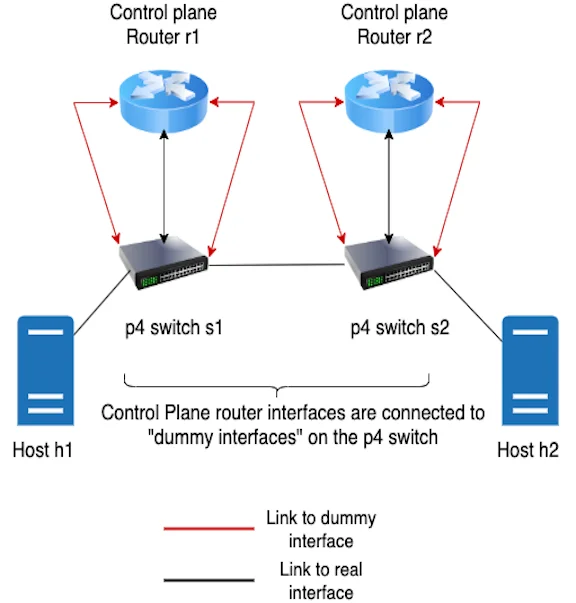 Control plane
Router r1
Control plane
Router r2
p4 switch s1
p4 switch s2
Control Plane router interfaces are connected to
"dummy interfaces" on the p4 switch
Host h1
Host h2
Link to dummy
interface
Link to real
interface